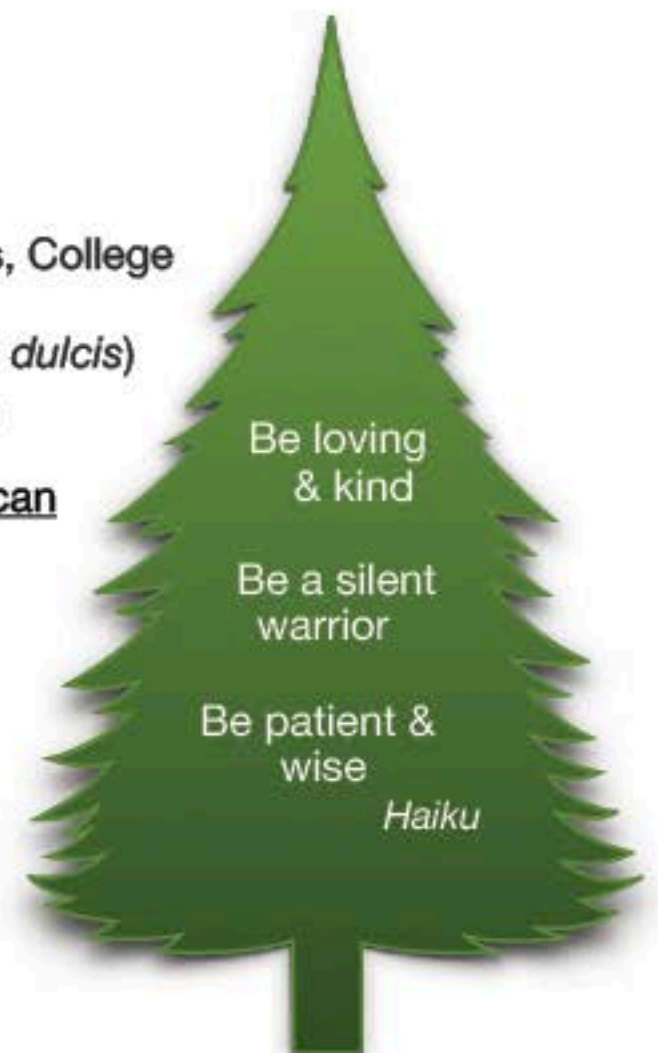 s, College
dulcis)
can
Be loving
& kind
Be a silent
warrior
Be patient &
wise
Haiku